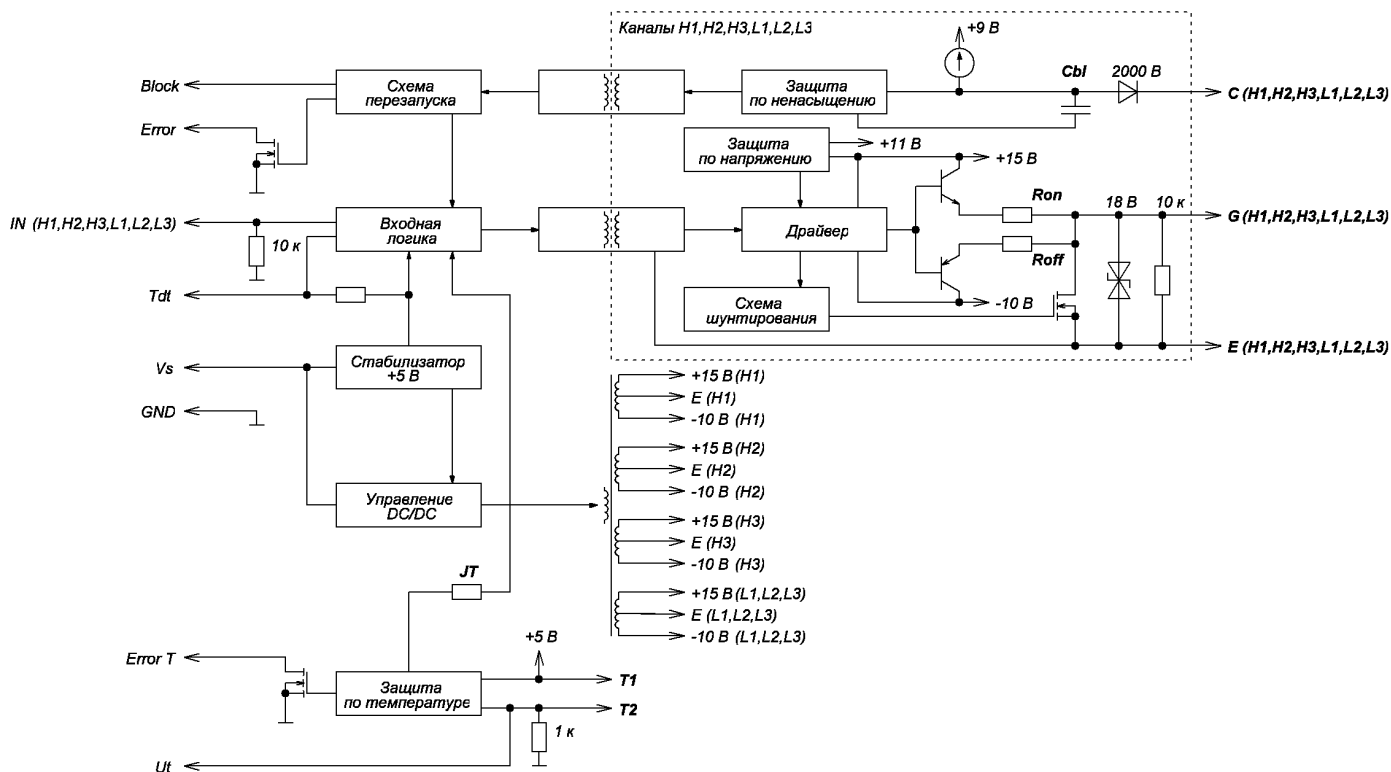 Каналы H1,H2,H3,L1,L2,L3
+9 В
Block
Схема
перезапуска
Защита
по ненасыщению
Cbl
2000 В
C (H1,H2,H3,L1,L2,L3)
Error
Защита
по напряжению
+11 В
+15 В
IN (H1,H2,H3,L1,L2,L3)
10 к
Входная
логика
Драйвер
Ron
Roff
18 В
10 к
G (H1,H2,H3,L1,L2,L3)
Tdt
Схема
шунтирования
-10 В
E (H1,H2,H3,L1,L2,L3)
Vs
Стабилизатор
+5 В
GND
+15 В (H1)
E (H1)
-10 В (H1)
+15 В (H2)
E (H2)
-10 В (H2)
Управление
DC/DC
+15 В (H3)
E (H3)
-10 В (H3)
JT
+15 В (L1,L2,L3)
E (L1,L2,L3)
-10 В (L1,L2,L3)
+5 В
Error T
Защита
по температуре
T1
T2
1 к
Ut